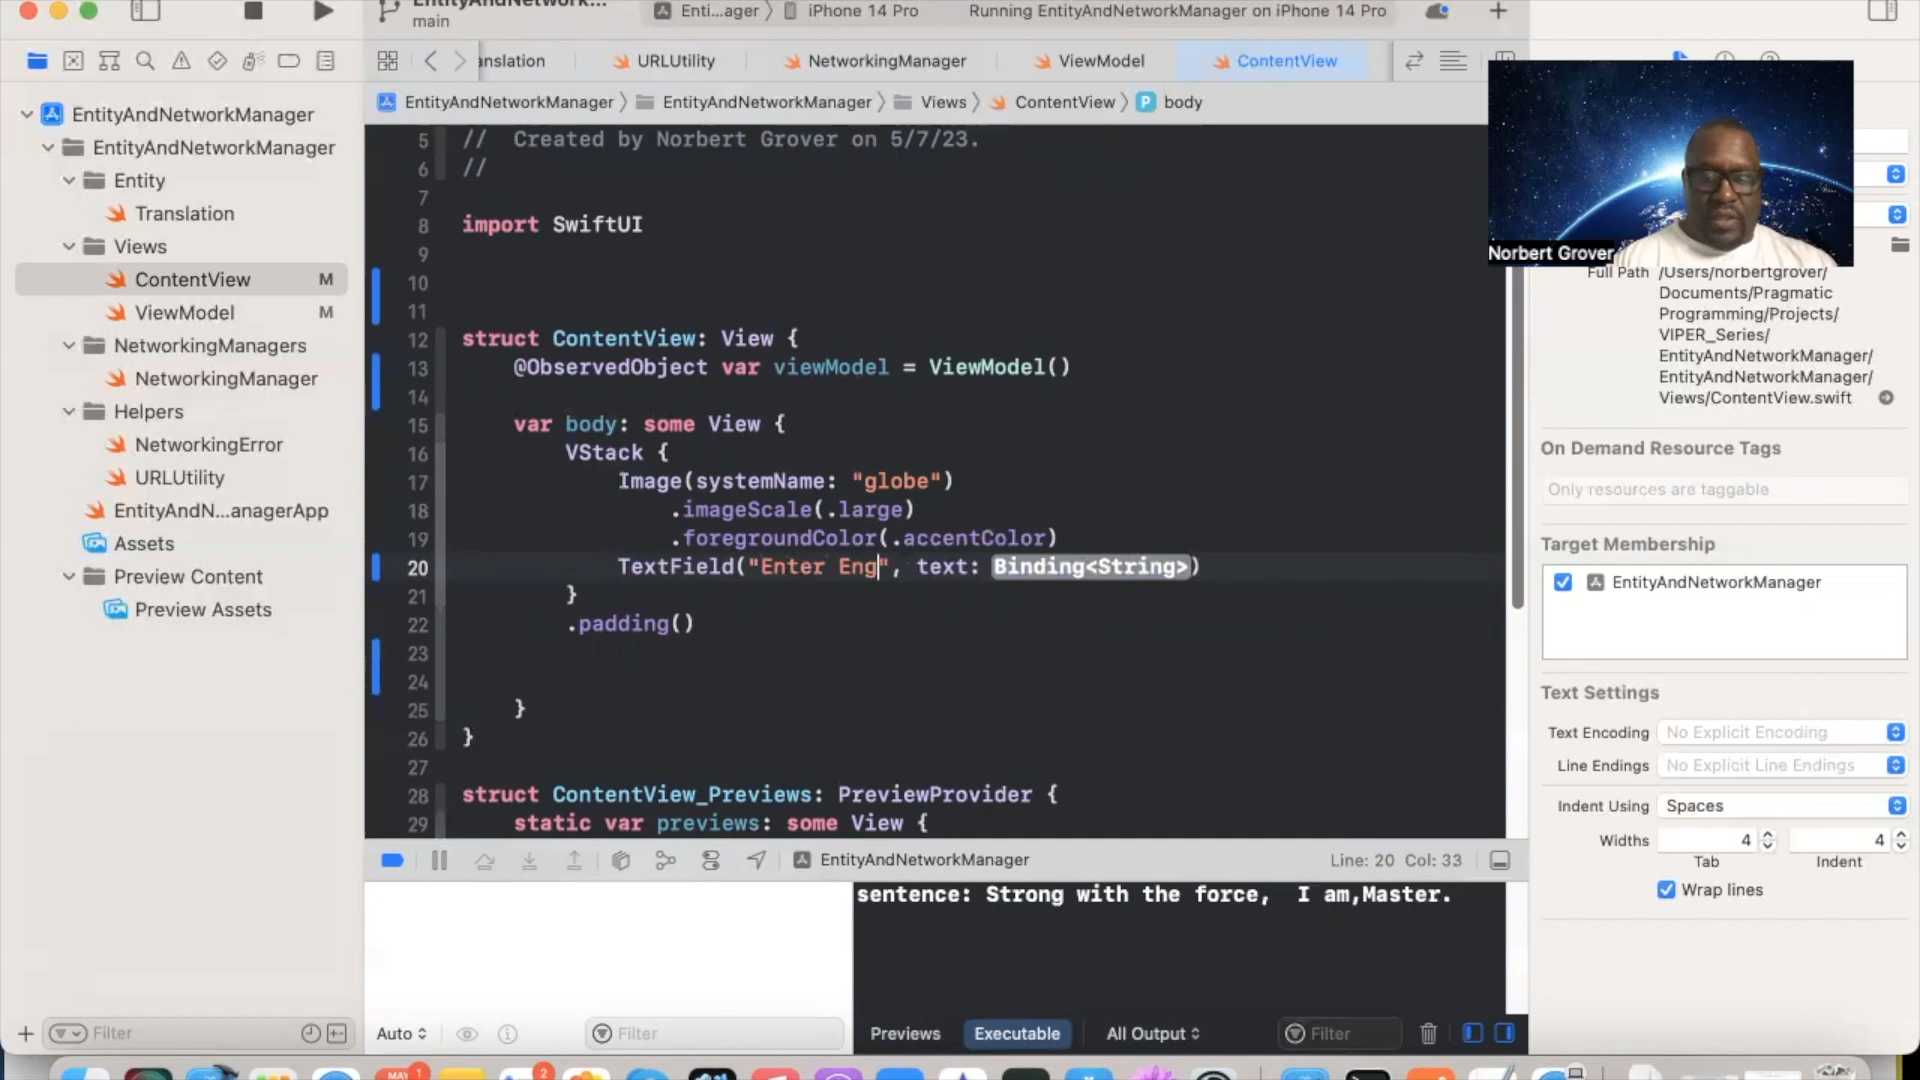 main
Enti...ager 〉 iPhone 14 Pro
Running EntityAndNetworkManager on iPhone 14 Pro
anslation
URLUtility
NetworkingManager
ViewModel
ContentView
EntityAndNetworkManager 〉 EntityAndNetworkManager 〉 Views 〉 ContentView 〉 P body
EntityAndNetworkManager
EntityAndNetworkManager
Entity
Translation
Views
ContentView M
ViewModel M
NetworkingManagers
NetworkingManager
Helpers
NetworkingError
URLUtility
EntityAndN...anagerApp
Assets
Preview Content
Preview Assets
Filter
5 // Created by Norbert Grover on 5/7/23.
6 //
7
8 import SwiftUI
9
10
11
12 struct ContentView: View {
13 @ObservedObject var viewModel = ViewModel()
14
15 var body: some View {
16 VStack {
17 Image(systemName: "globe")
18 .imageScale(.large)
19 .foregroundColor(.accentColor)
20 TextField("Enter Eng", text: Binding<String>)
21 }
22 .padding()
23
24
25 }
26 }
27
28 struct ContentView_Previews: PreviewProvider {
29 static var previews: some View {
EntityAndNetworkManager
Line: 20 Col: 33
sentence: Strong with the force, I am,Master.
Auto
Filter
Previews
Executable
All Output
Filter
Norbert Grover
Full Path /Users/norbertgrover/
Documents/Pragmatic
Programming/Projects/
VIPER_Series/
EntityAndNetworkManager/
EntityAndNetworkManager/
Views/ContentView.swift
On Demand Resource Tags
Only resources are taggable
Target Membership
EntityAndNetworkManager
Text Settings
Text Encoding No Explicit Encoding
Line Endings No Explicit Line Endings
Indent Using Spaces
Widths 4 4
Tab Indent
Wrap lines
MAY 1
2